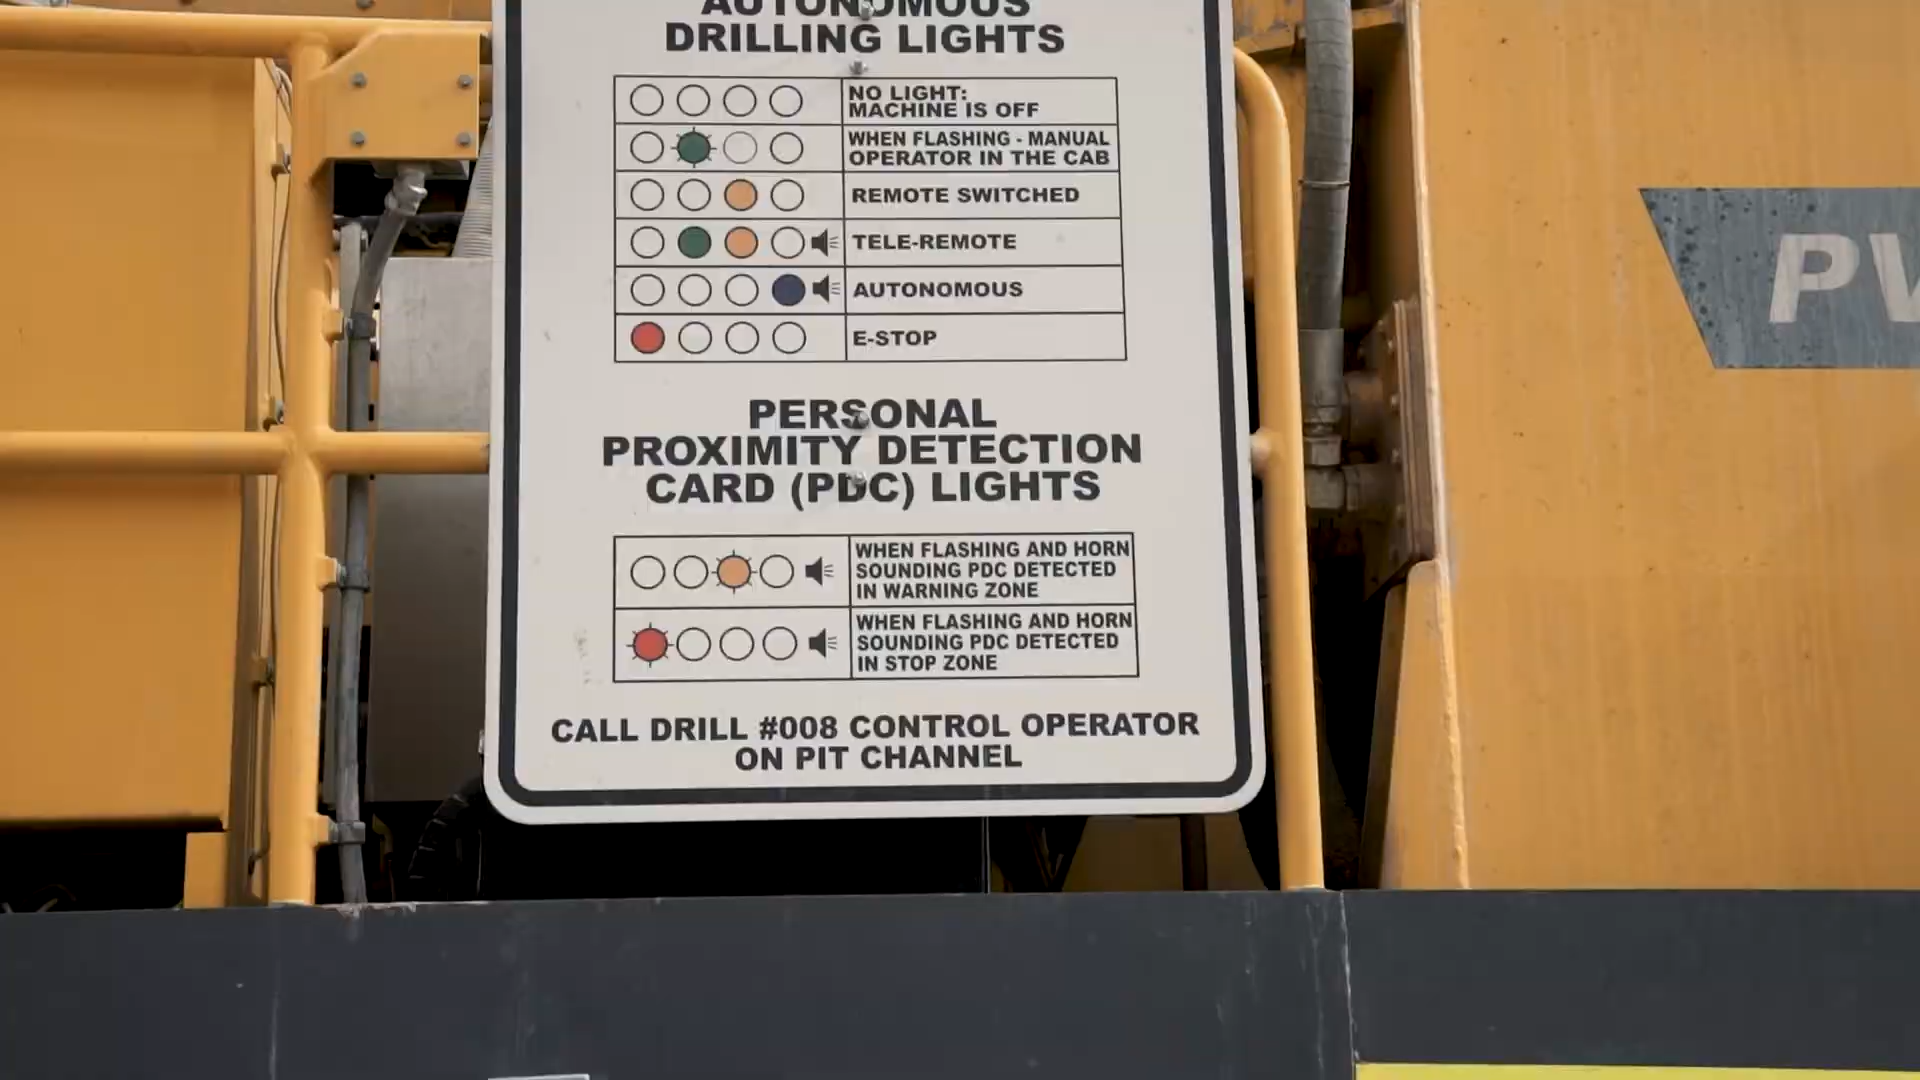 AUTONOMOUS
DRILLING LIGHTS
NO LIGHT:
MACHINE IS OFF
WHEN FLASHING - MANUAL
OPERATOR IN THE CAB
REMOTE SWITCHED
TELE-REMOTE
AUTONOMOUS
E-STOP
PERSONAL
PROXIMITY DETECTION
CARD (PDC) LIGHTS
WHEN FLASHING AND HORN
SOUNDING PDC DETECTED
IN WARNING ZONE
WHEN FLASHING AND HORN
SOUNDING PDC DETECTED
IN STOP ZONE
CALL DRILL #008 CONTROL OPERATOR
ON PIT CHANNEL
PV